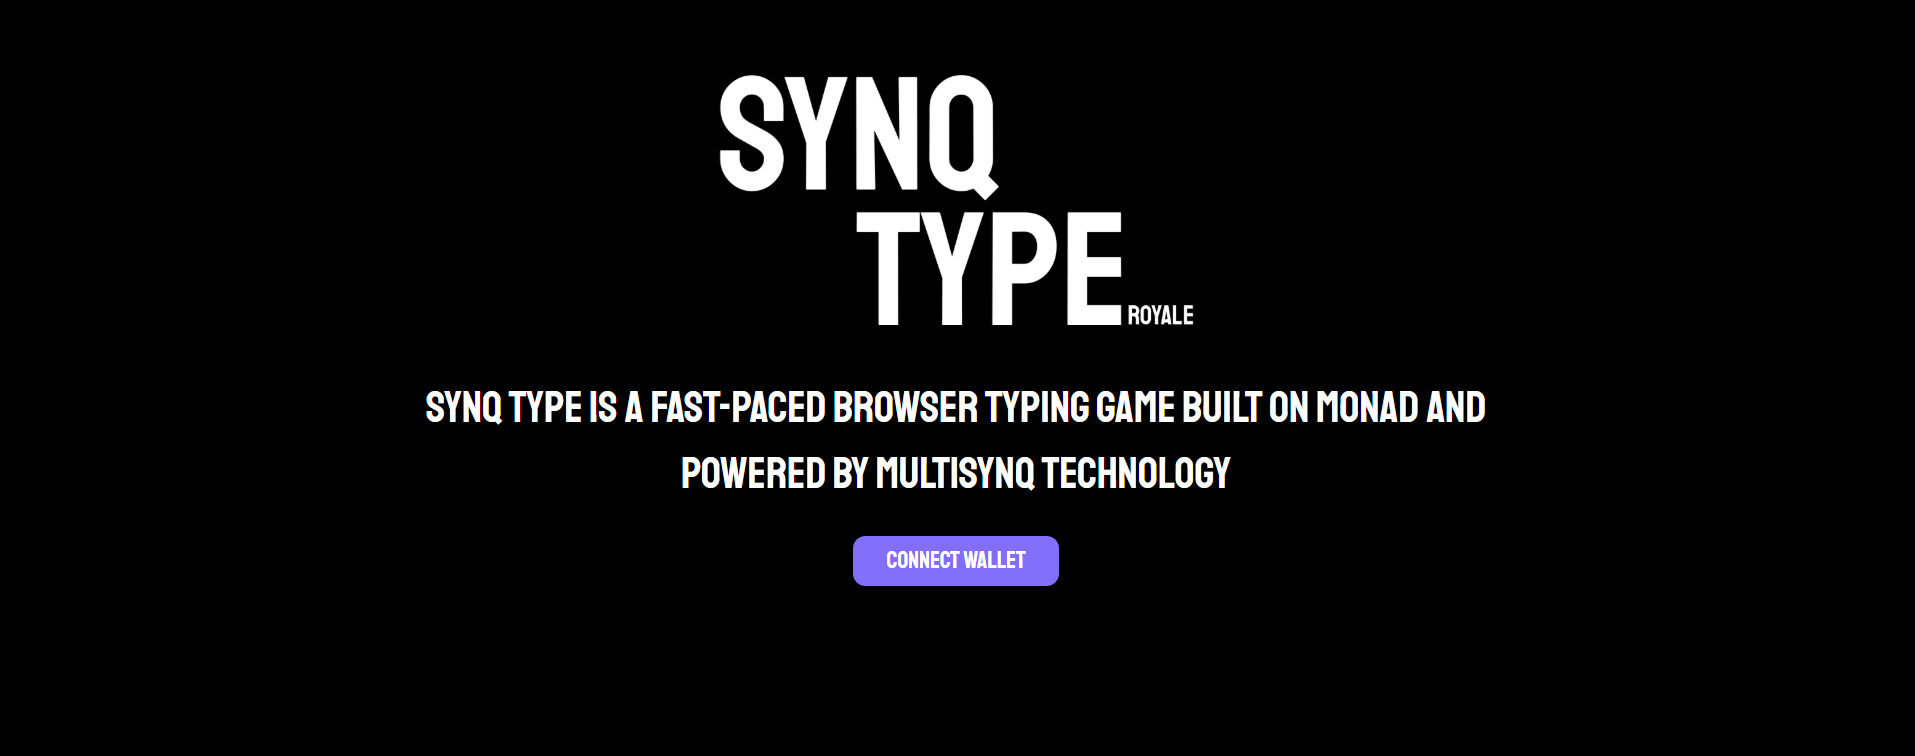 SYNQ
TYPE ROYALE
SYNQ TYPE IS A FAST-PACED BROWSER TYPING GAME BUILT ON MONAD AND
POWERED BY MULTISYNQ TECHNOLOGY
CONNECT WALLET